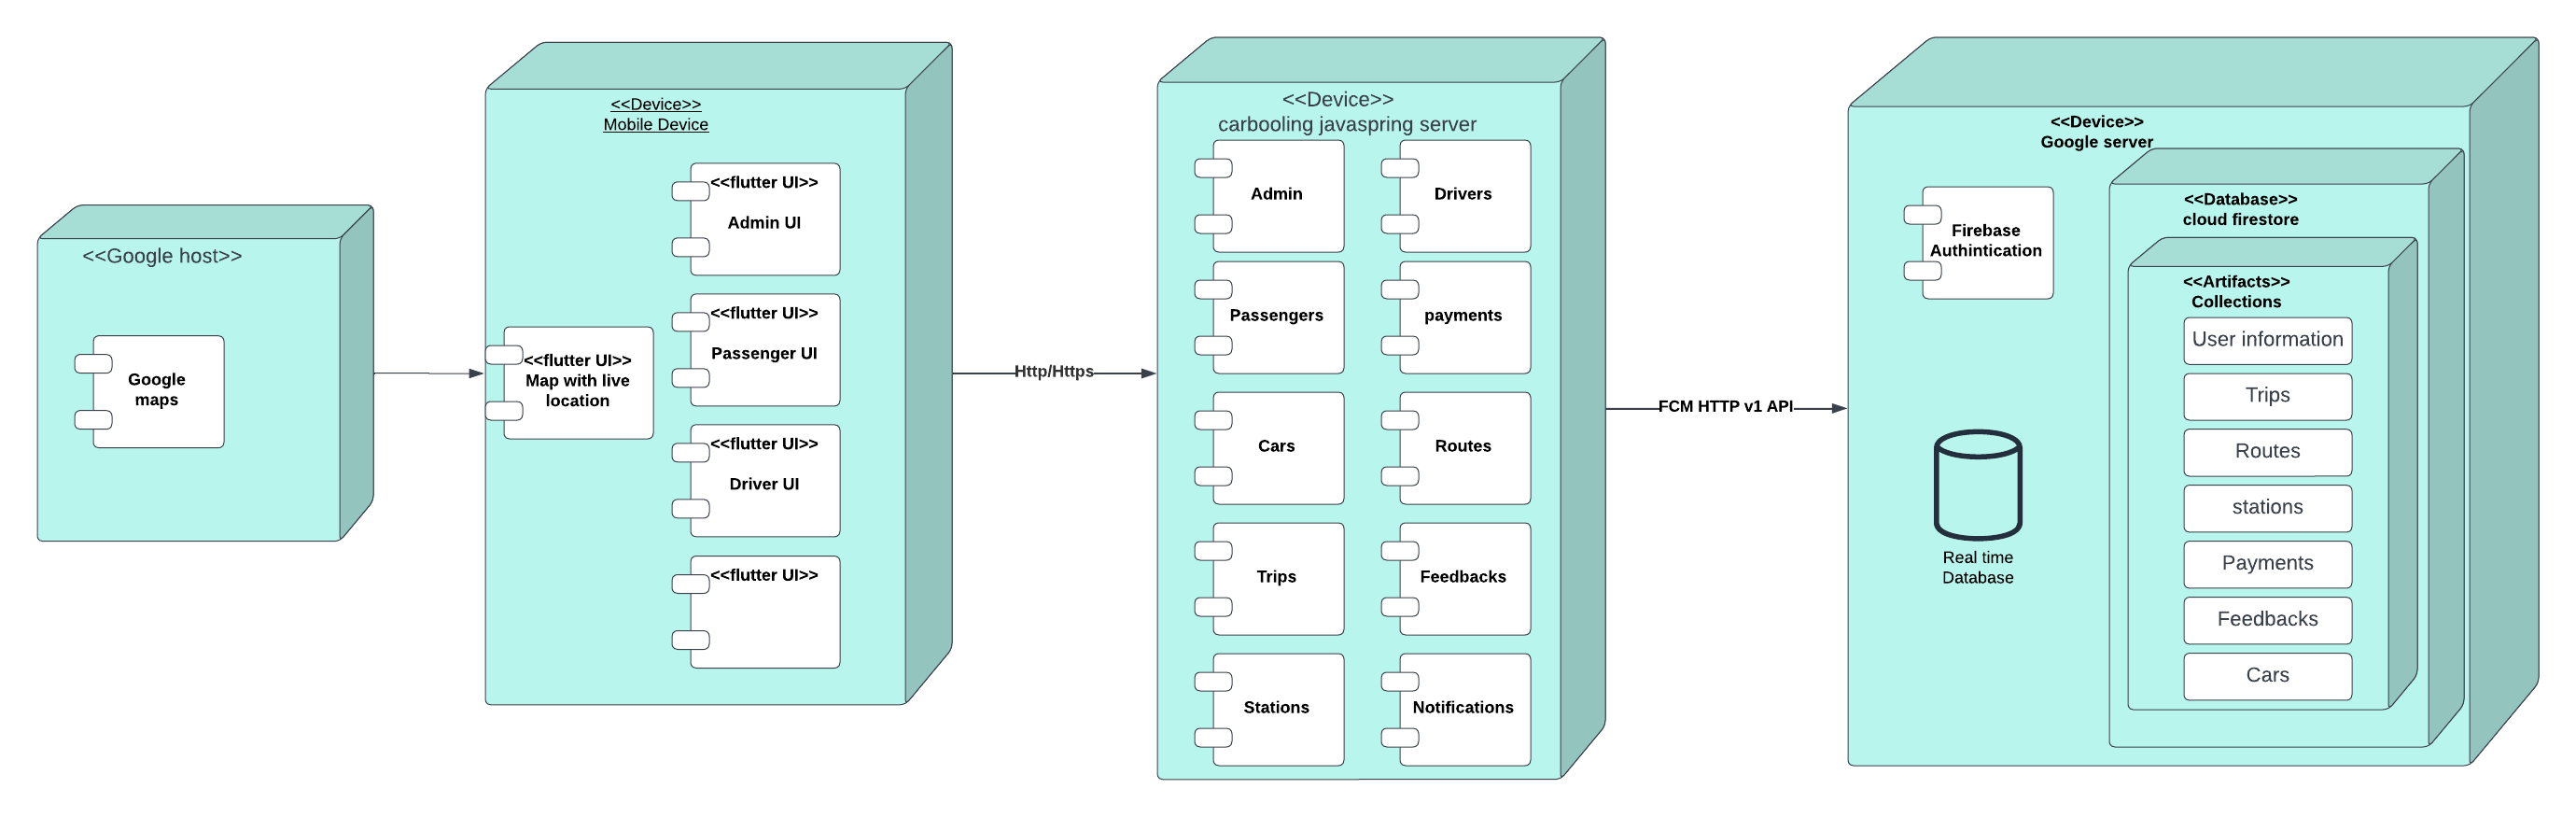 <<Google host>>
Google
maps
<<Device>>
Mobile Device
<<flutter UI>>
Map with live
location
<<flutter UI>>
Admin UI
<<flutter UI>>
Passenger UI
<<flutter UI>>
Driver UI
<<flutter UI>>
Http/Https
<<Device>>
carbooling javaspring server
Admin
Drivers
Passengers
payments
Cars
Routes
Trips
Feedbacks
Stations
Notifications
FCM HTTP v1 API
<<Device>>
Google server
Firebase
Authintication
Real time
Database
<<Database>>
cloud firestore
<<Artifacts>>
Collections
User information
Trips
Routes
stations
Payments
Feedbacks
Cars